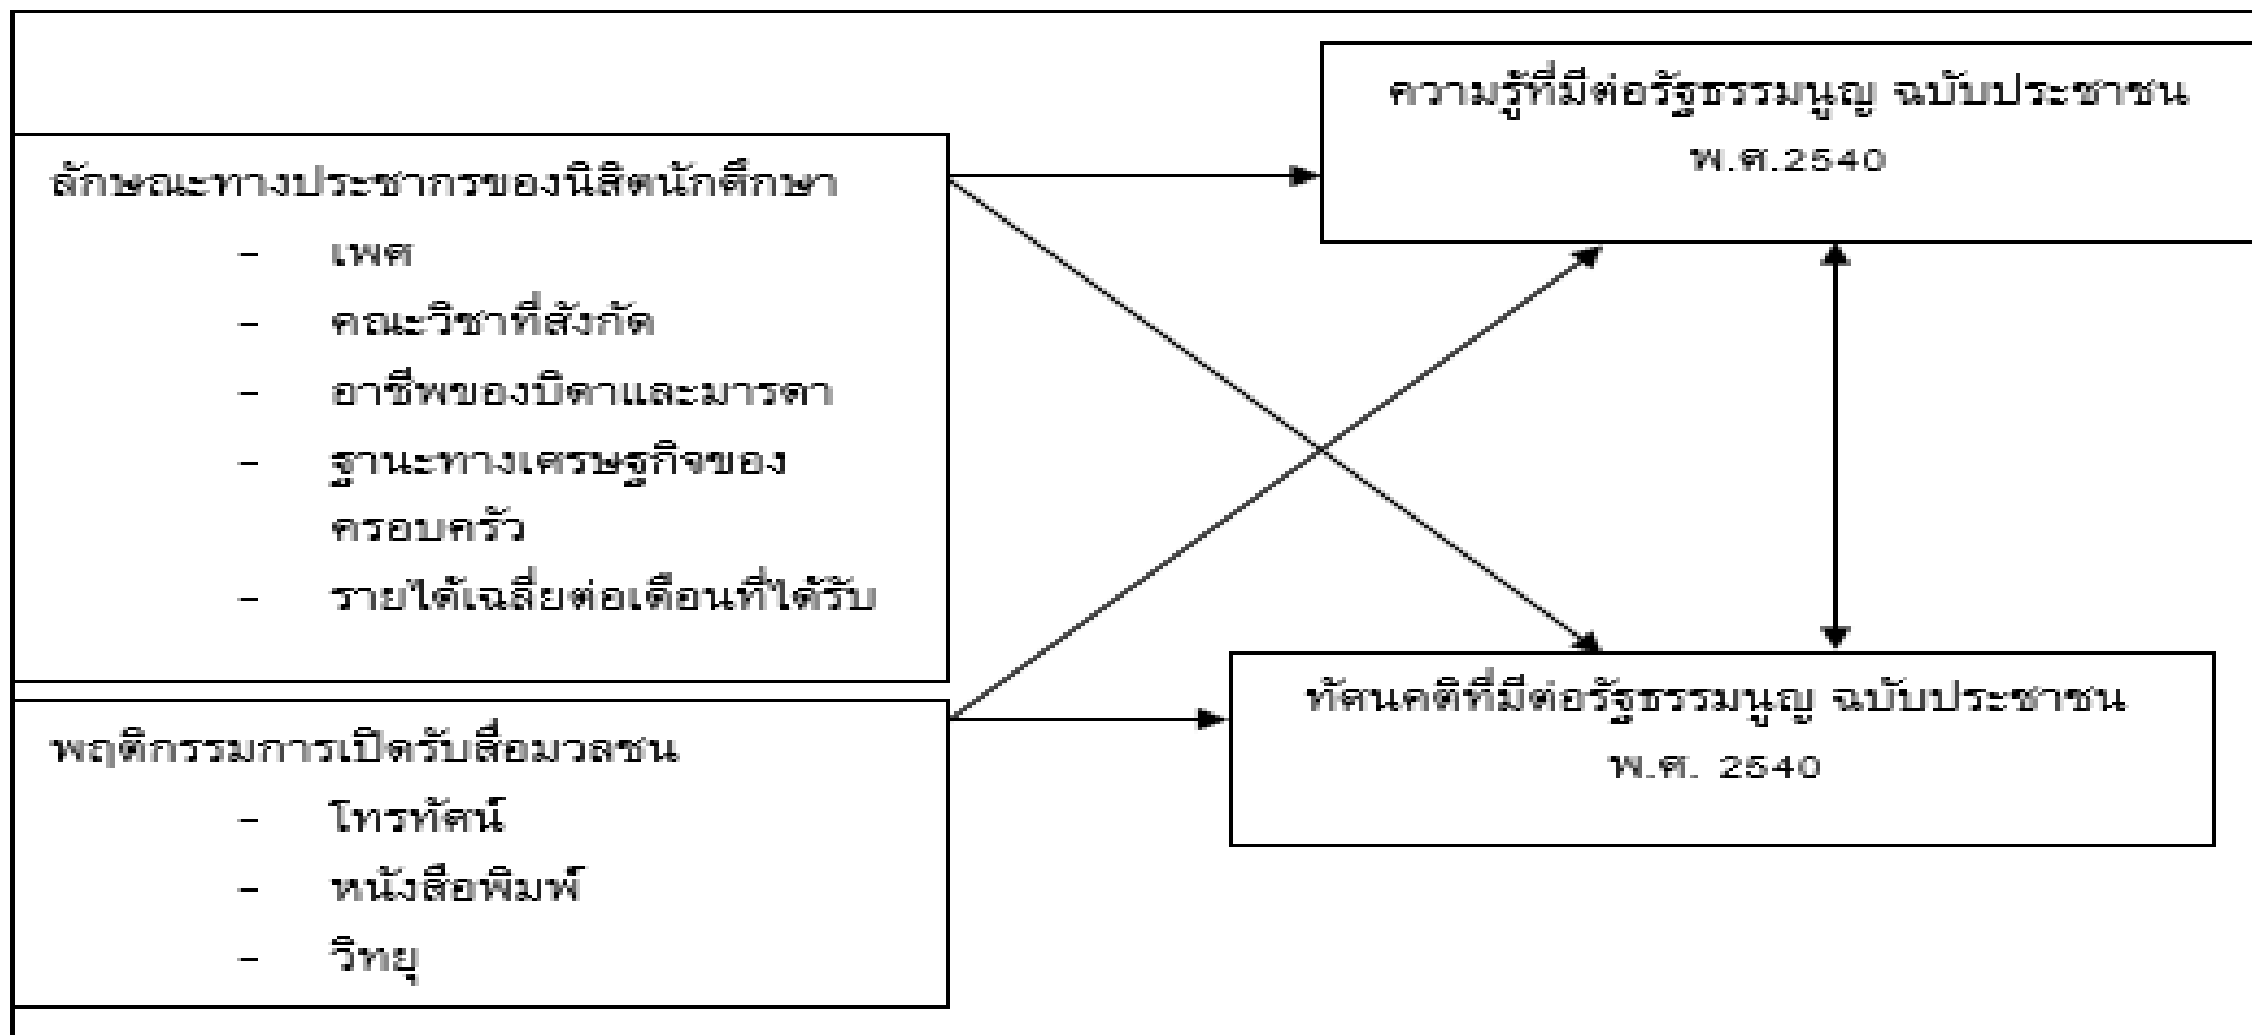 ความรู้ที่มีต่อรัฐธรรมนูญ ฉบับประชาชน
พ.ศ.2540
ลักษณะทางประชากรของนิสิตนักศึกษา
- เพศ
- คณะวิชาที่สังกัด
- อาชีพของบิดาและมารดา
- ฐานะทางเศรษฐกิจของ
ครอบครัว
- รายได้เฉลี่ยต่อเดือนที่ได้รับ
ทัศนคติที่มีต่อรัฐธรรมนูญ ฉบับประชาชน
พ.ศ. 2540
พฤติกรรมการเปิดรับสื่อมวลชน
- โทรทัศน์
- หนังสือพิมพ์
- วิทยุ